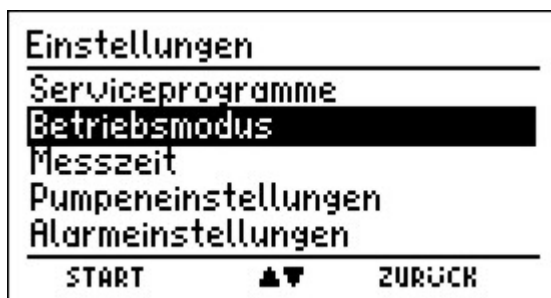 Einstellungen
Serviceprogramme
Betriebsmodus
Messzeit
Pumpeneinstellungen
Alarmeinstellungen
START ▲▼ ZURÜCK